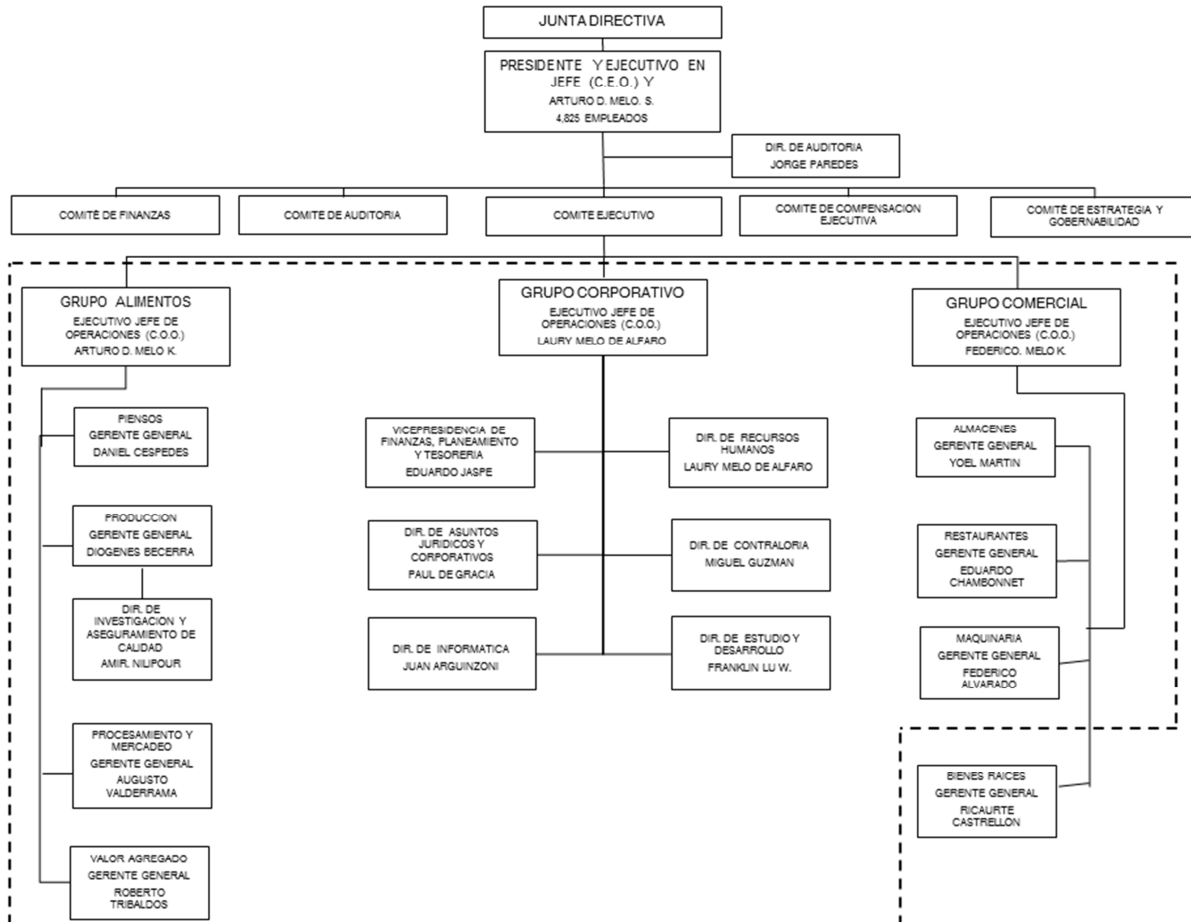 JUNTA DIRECTIVA
PRESIDENTE Y EJECUTIVO EN
JEFE (C.E.O.) Y
ARTURO D. MELO. S.
4,825 EMPLEADOS
DIR. DE AUDITORIA
JORGE PAREDES
COMITÉ DE FINANZAS
COMITE DE AUDITORIA
COMITE EJECUTIVO
COMITE DE COMPENSACION
EJECUTIVA
COMITÉ DE ESTRATEGIA Y
GOBERNABILIDAD
GRUPO ALIMENTOS
EJECUTIVO JEFE DE
OPERACIONES (C.O.O.)
ARTURO D. MELO K.
GRUPO CORPORATIVO
EJECUTIVO JEFE DE
OPERACIONES (C.O.O.)
LAURY MELO DE ALFARO
GRUPO COMERCIAL
EJECUTIVO JEFE DE
OPERACIONES (C.O.O.)
FEDERICO. MELO K.
PIENSOS
GERENTE GENERAL
DANIEL CESPEDES
PRODUCCION
GERENTE GENERAL
DIOGENES BECERRA
DIR. DE
INVESTIGACION Y
ASEGURAMIENTO DE
CALIDAD
AMIR. NILIPOUR
PROCESAMIENTO Y
MERCADEO
GERENTE GENERAL
AUGUSTO
VALDERRAMA
VALOR AGREGADO
GERENTE GENERAL
ROBERTO
TRIBALDOS
VICEPRESIDENCIA DE
FINANZAS, PLANEAMIENTO
Y TESORERIA
EDUARDO JASPE
DIR. DE RECURSOS
HUMANOS
LAURY MELO DE ALFARO
DIR. DE ASUNTOS
JURIDICOS Y
CORPORATIVOS
PAUL DE GRACIA
DIR. DE CONTRALORIA
MIGUEL GUZMAN
DIR. DE INFORMATICA
JUAN ARGUINZONI
DIR. DE ESTUDIO Y
DESARROLLO
FRANKLIN LU W.
ALMACENES
GERENTE GENERAL
YOEL MARTIN
RESTAURANTES
GERENTE GENERAL
EDUARDO
CHAMBONNET
MAQUINARIA
GERENTE GENERAL
FEDERICO
ALVARADO
BIENES RAICES
GERENTE GENERAL
RICAURTE
CASTRELLON